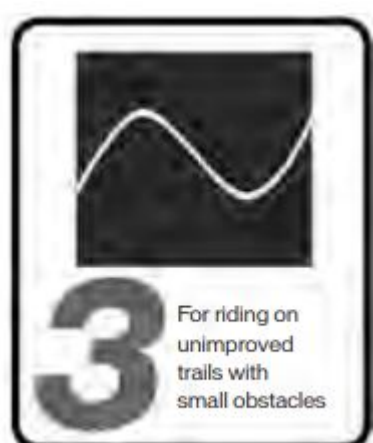 3
For riding on
unimproved
trails with
small obstacles